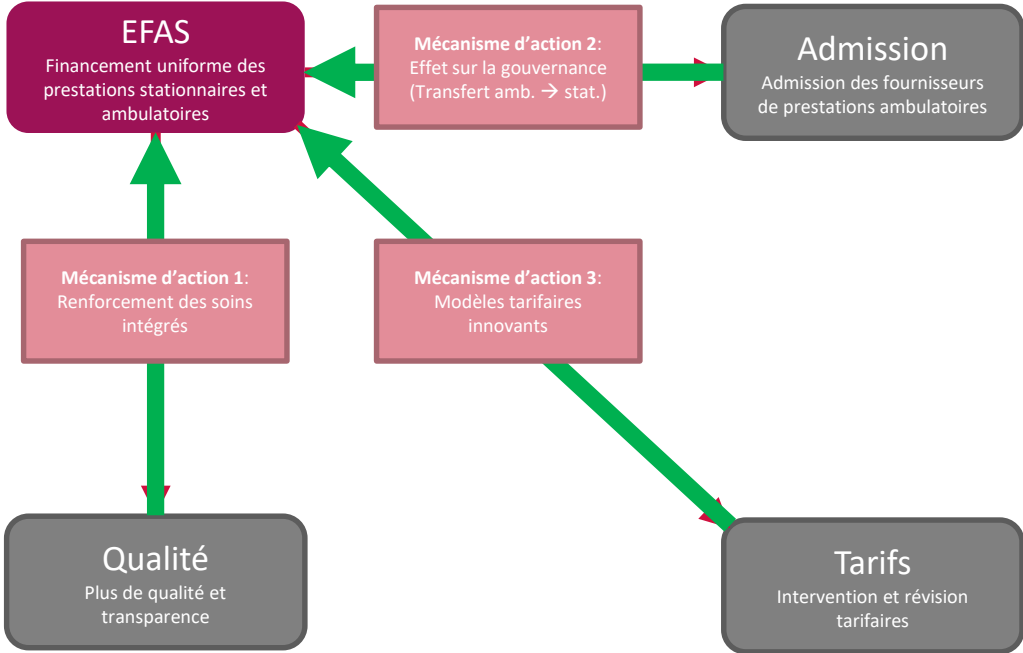 EFAS
Financement uniforme des
prestations stationnaires et
ambulatoires
Mécanisme d’action 2:
Effet sur la gouvernance
(Transfert amb. → stat.)
Admission
Admission des fournisseurs
de prestations ambulatoires
Mécanisme d’action 1:
Renforcement des soins
intégrés
Mécanisme d’action 3:
Modèles tarifaires
innovants
Qualité
Plus de qualité et
transparence
Tarifs
Intervention et révision
tarifaires